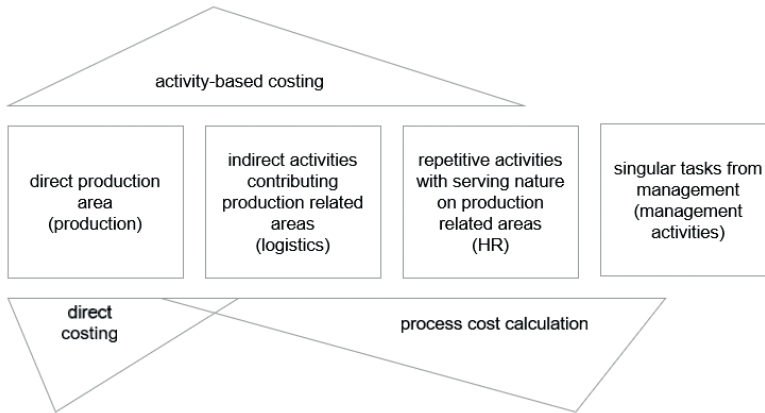 activity-based costing
direct production
area
(production)
indirect activities
contributing
production related
areas
(logistics)
repetitive activities
with serving nature
on production
related areas
(HR)
singular tasks from
management
(management
activities)
direct
costing
process cost calculation